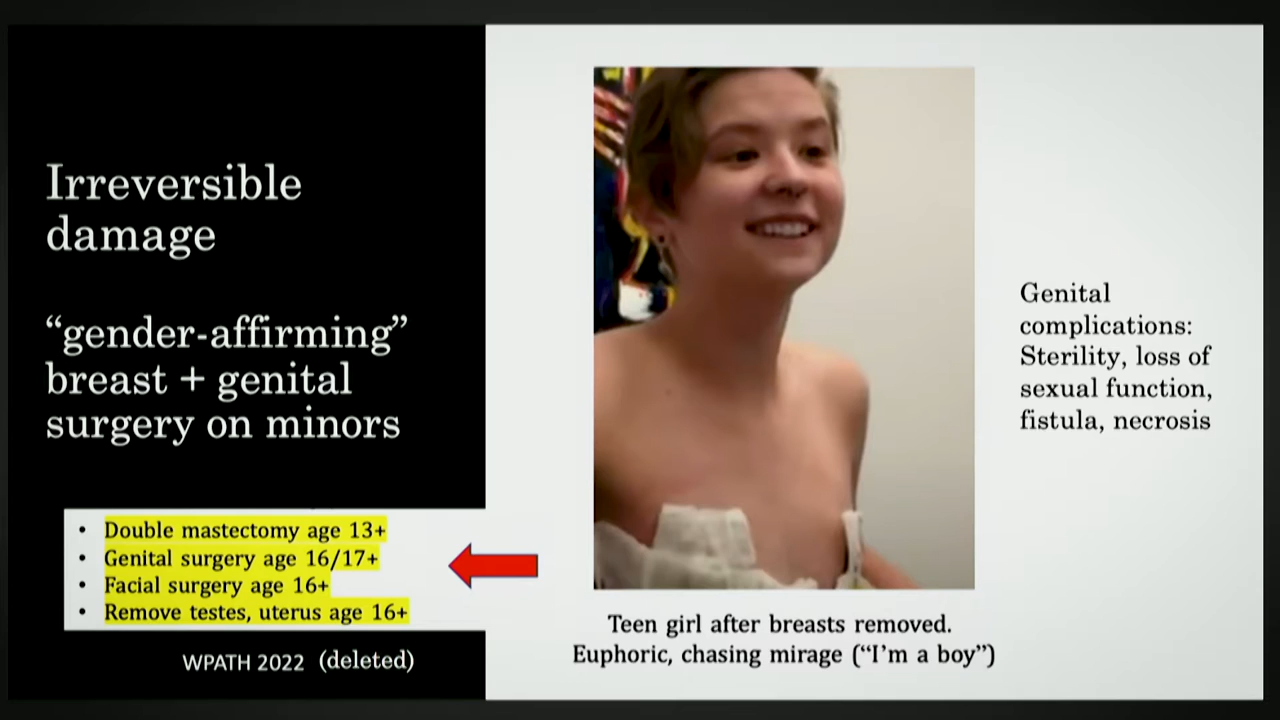 Irreversible
damage
“gender-affirming”
breast + genital
surgery on minors
• Double mastectomy age 13+
• Genital surgery age 16/17+
• Facial surgery age 16+
• Remove testes, uterus age 16+
WPATH 2022 (deleted)
Teen girl after breasts removed.
Euphoric, chasing mirage (“I’m a boy”)
Genital
complications:
Sterility, loss of
sexual function,
fistula, necrosis